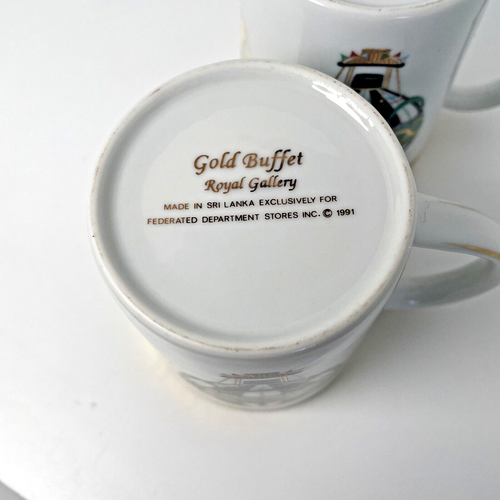 Gold Buffet
Royal Gallery
MADE IN SRI LANKA EXCLUSIVELY FOR
FEDERATED DEPARTMENT STORES INC. © 1991